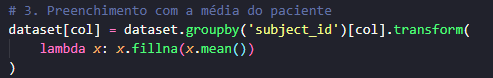 # 3. Preenchimento com a média do paciente
dataset[col] = dataset.groupby('subject_id')[col].transform(
    lambda x: x.fillna(x.mean())
)